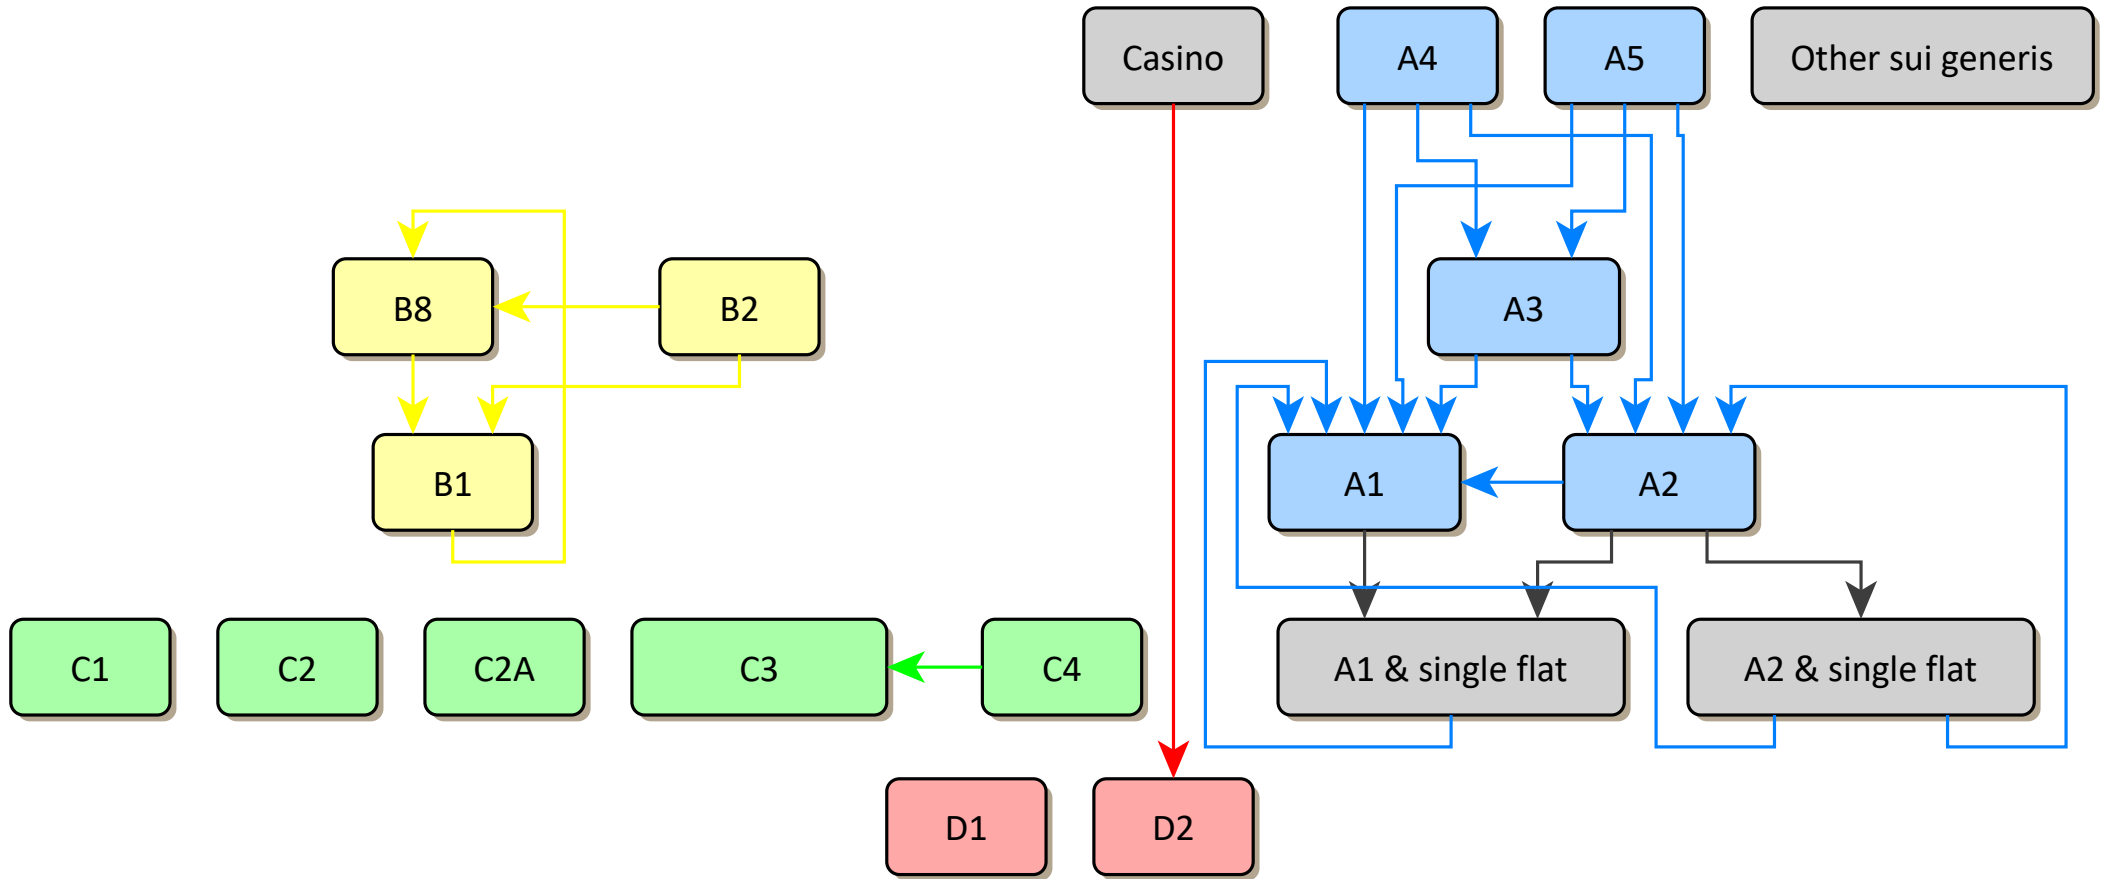 Casino
A4
A5
Other sui generis
B8
B2
A3
B1
A1
A2
C1
C2
C2A
C3
C4
A1 & single flat
A2 & single flat
D1
D2